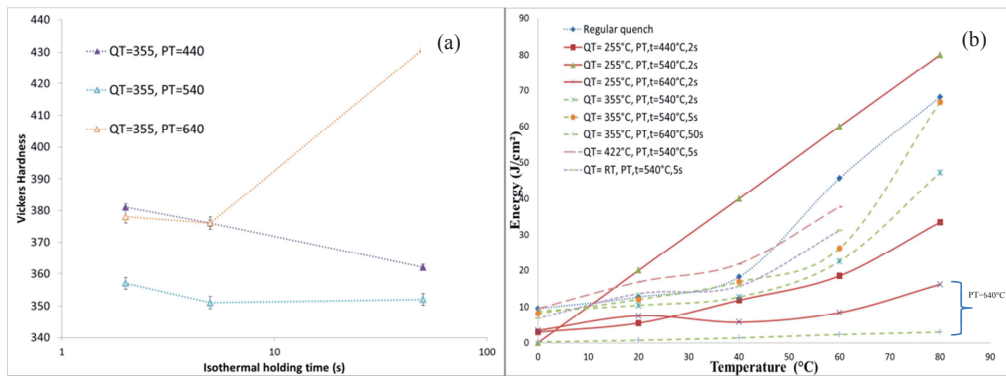 440
430
420
410
400
390
380
370
360
350
340
1
10
100
Vickers Hardness
Isothermal holding time (s)
(a)
QT=355, PT=440
QT=355, PT=540
QT=355, PT=640
90
80
70
60
50
40
30
20
10
0
0
10
20
30
40
50
60
70
80
90
Energy (J/cm²)
Temperature (°C)
(b)
Regular quench
QT= 255°C, PT,t=440°C,2s
QT= 255°C, PT,t=540°C,2s
QT= 255°C, PT,t=640°C,2s
QT= 355°C, PT,t=540°C,2s
QT= 355°C, PT,t=540°C,5s
QT= 355°C, PT,t=640°C,50s
QT= 422°C, PT,t=540°C,5s
QT= RT, PT,t=540°C,5s
PT=640°C